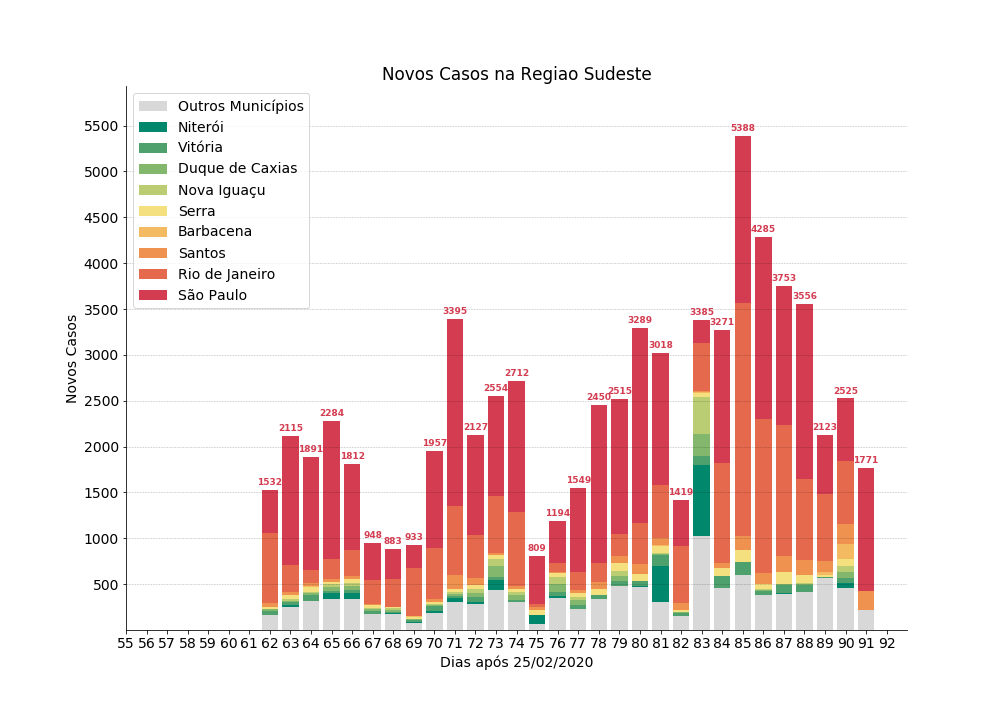 Novos Casos na Regiao Sudeste
Outros Municípios
Niterói
Vitória
Duque de Caxias
Nova Iguaçu
Serra
Barbacena
Santos
Rio de Janeiro
São Paulo
Novos Casos
5500
5000
4500
4000
3500
3000
2500
2000
1500
1000
500
1532
2115
1891
2284
1812
948
883
933
1957
3395
2127
2554
2712
809
1194
1549
2450
2515
3289
3018
1419
3385
3271
5388
4285
3753
3556
2123
2525
1771
55 56 57 58 59 60 61 62 63 64 65 66 67 68 69 70 71 72 73 74 75 76 77 78 79 80 81 82 83 84 85 86 87 88 89 90 91 92
Dias após 25/02/2020